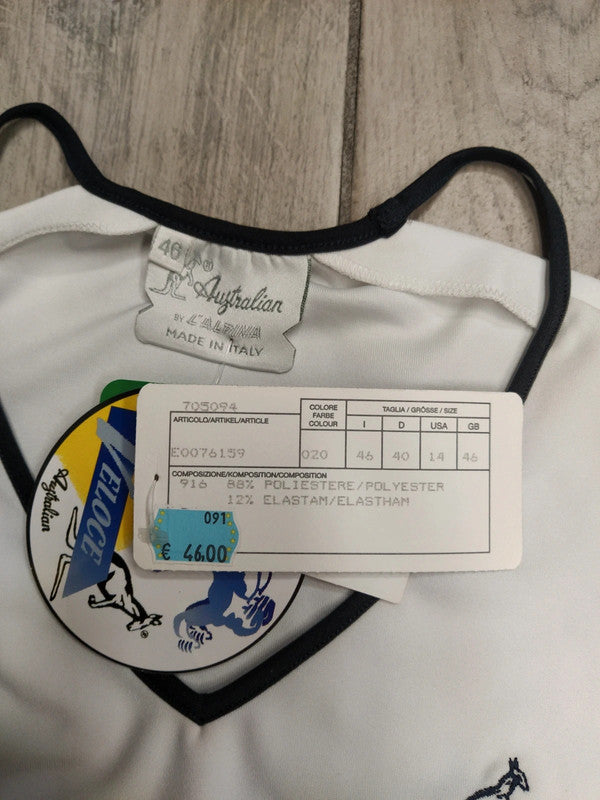 46
®
Australian
BY L'ALPINA
MADE IN ITALY
705094
ARTICOLO/ARTIKEL/ARTICLE
E0076159
COLORE
FARBE
COLOUR
020
TAGLIA / GRÖSSE / SIZE
I D USA GB
46 40 14 46
COMPOSIZIONE/KOMPOSITION/COMPOSITION
916 88% POLIESTERE/POLYESTER
12% ELASTAM/ELASTHAM
091
€ 46.00
VELOCE
Australian
®